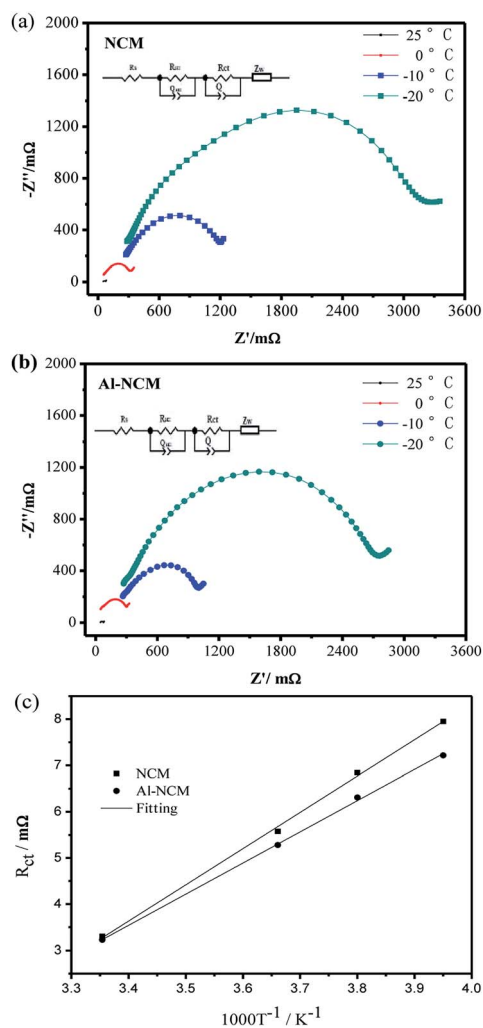 (a)
2000
1600
1200
800
400
0
-Z''/mΩ
NCM
Rs
Rct
Q
Zw
25 ° C
0 ° C
-10 ° C
-20 ° C
0 600 1200 1800 2400 3000 3600
Z'/mΩ
(b)
2000
1600
1200
800
400
0
-Z''/mΩ
Al-NCM
Rs
Rct
Q
Zw
25 ° C
0 ° C
-10 ° C
-20 ° C
0 600 1200 1800 2400 3000 3600
Z'/ mΩ
(c)
8
7
6
5
4
3
Rct / mΩ
NCM
Al-NCM
Fitting
3.3 3.4 3.5 3.6 3.7 3.8 3.9 4.0
1000T⁻¹ / K⁻¹